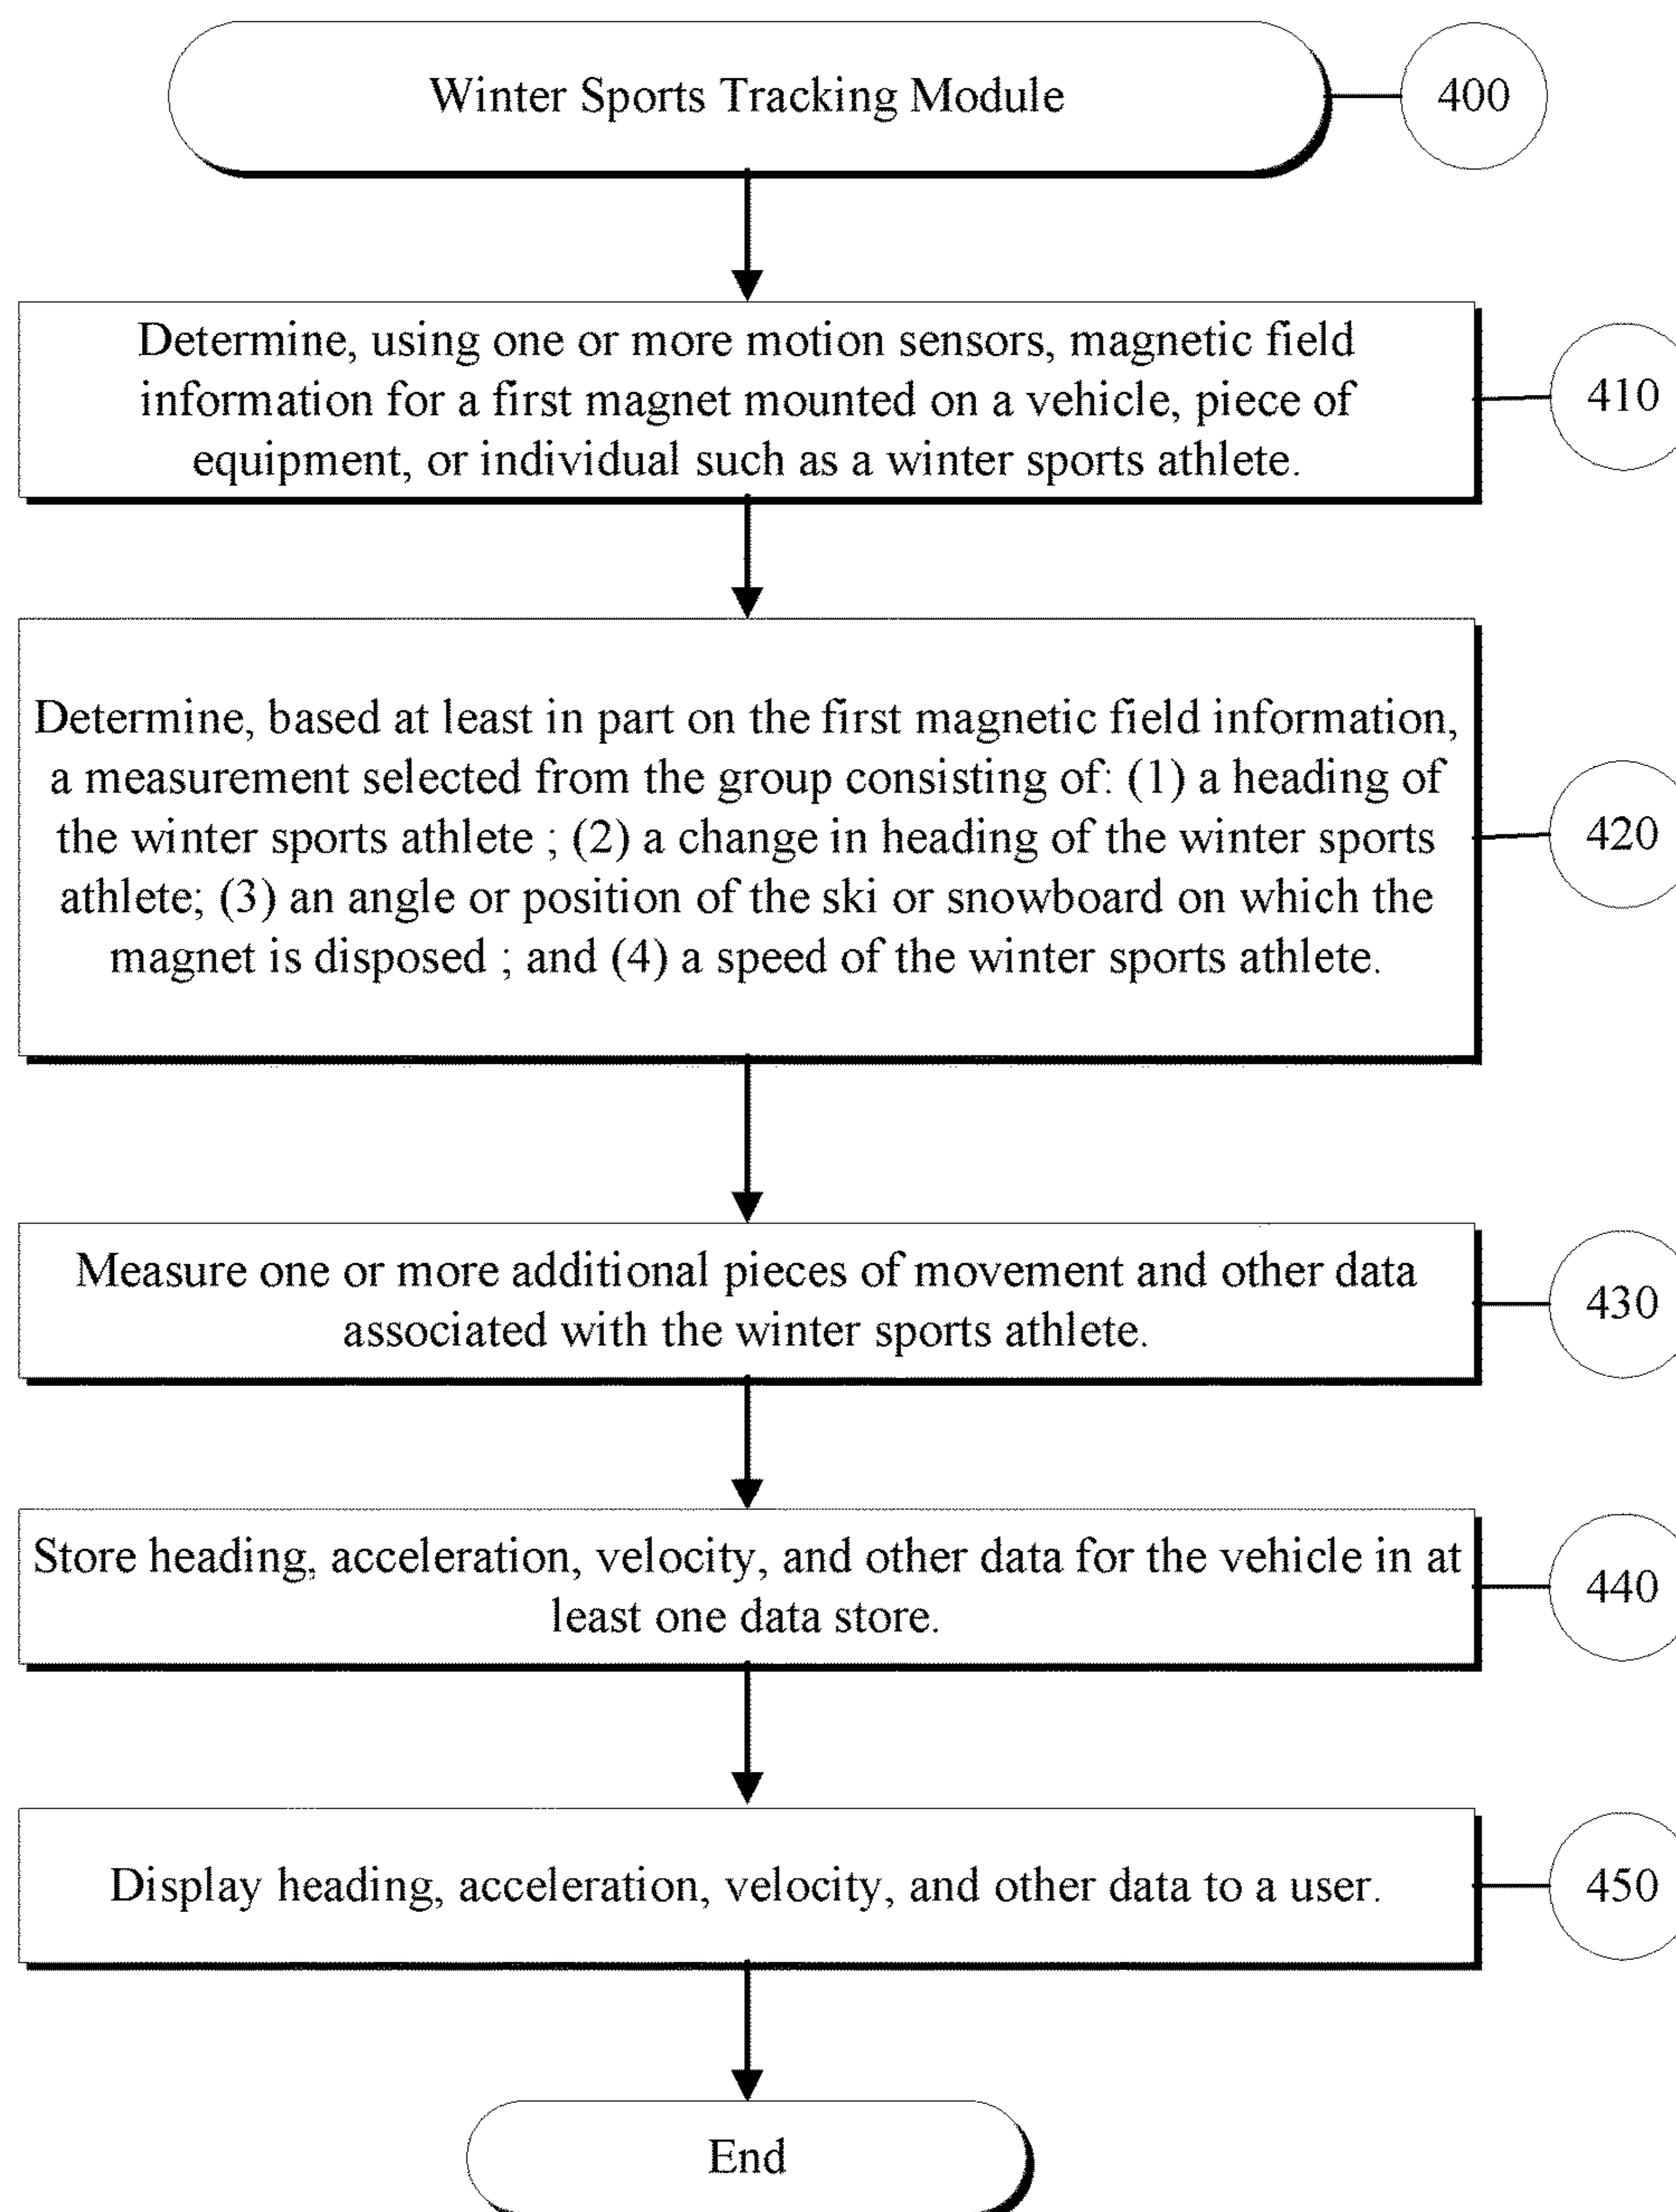 Winter Sports Tracking Module
400
Determine, using one or more motion sensors, magnetic field
information for a first magnet mounted on a vehicle, piece of
equipment, or individual such as a winter sports athlete.
410
Determine, based at least in part on the first magnetic field information,
a measurement selected from the group consisting of: (1) a heading of
the winter sports athlete ; (2) a change in heading of the winter sports
athlete; (3) an angle or position of the ski or snowboard on which the
magnet is disposed ; and (4) a speed of the winter sports athlete.
420
Measure one or more additional pieces of movement and other data
associated with the winter sports athlete.
430
Store heading, acceleration, velocity, and other data for the vehicle in at
least one data store.
440
Display heading, acceleration, velocity, and other data to a user.
450
End